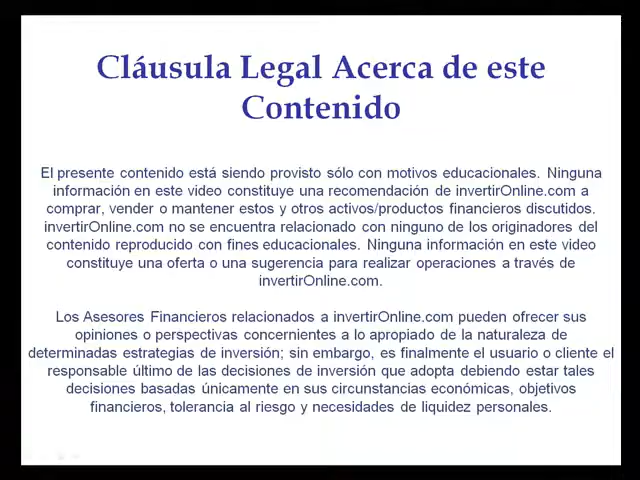 Cláusula Legal Acerca de este
Contenido
El presente contenido está siendo provisto sólo con motivos educacionales. Ninguna
información en este video constituye una recomendación de invertirOnline.com a
comprar, vender o mantener estos y otros activos/productos financieros discutidos.
invertirOnline.com no se encuentra relacionado con ninguno de los originadores del
contenido reproducido con fines educacionales. Ninguna información en este video
constituye una oferta o una sugerencia para realizar operaciones a través de
invertirOnline.com.
Los Asesores Financieros relacionados a invertirOnline.com pueden ofrecer sus
opiniones o perspectivas concernientes a lo apropiado de la naturaleza de
determinadas estrategias de inversión; sin embargo, es finalmente el usuario o cliente el
responsable último de las decisiones de inversión que adopta debiendo estar tales
decisiones basadas únicamente en sus circunstancias económicas, objetivos
financieros, tolerancia al riesgo y necesidades de liquidez personales.